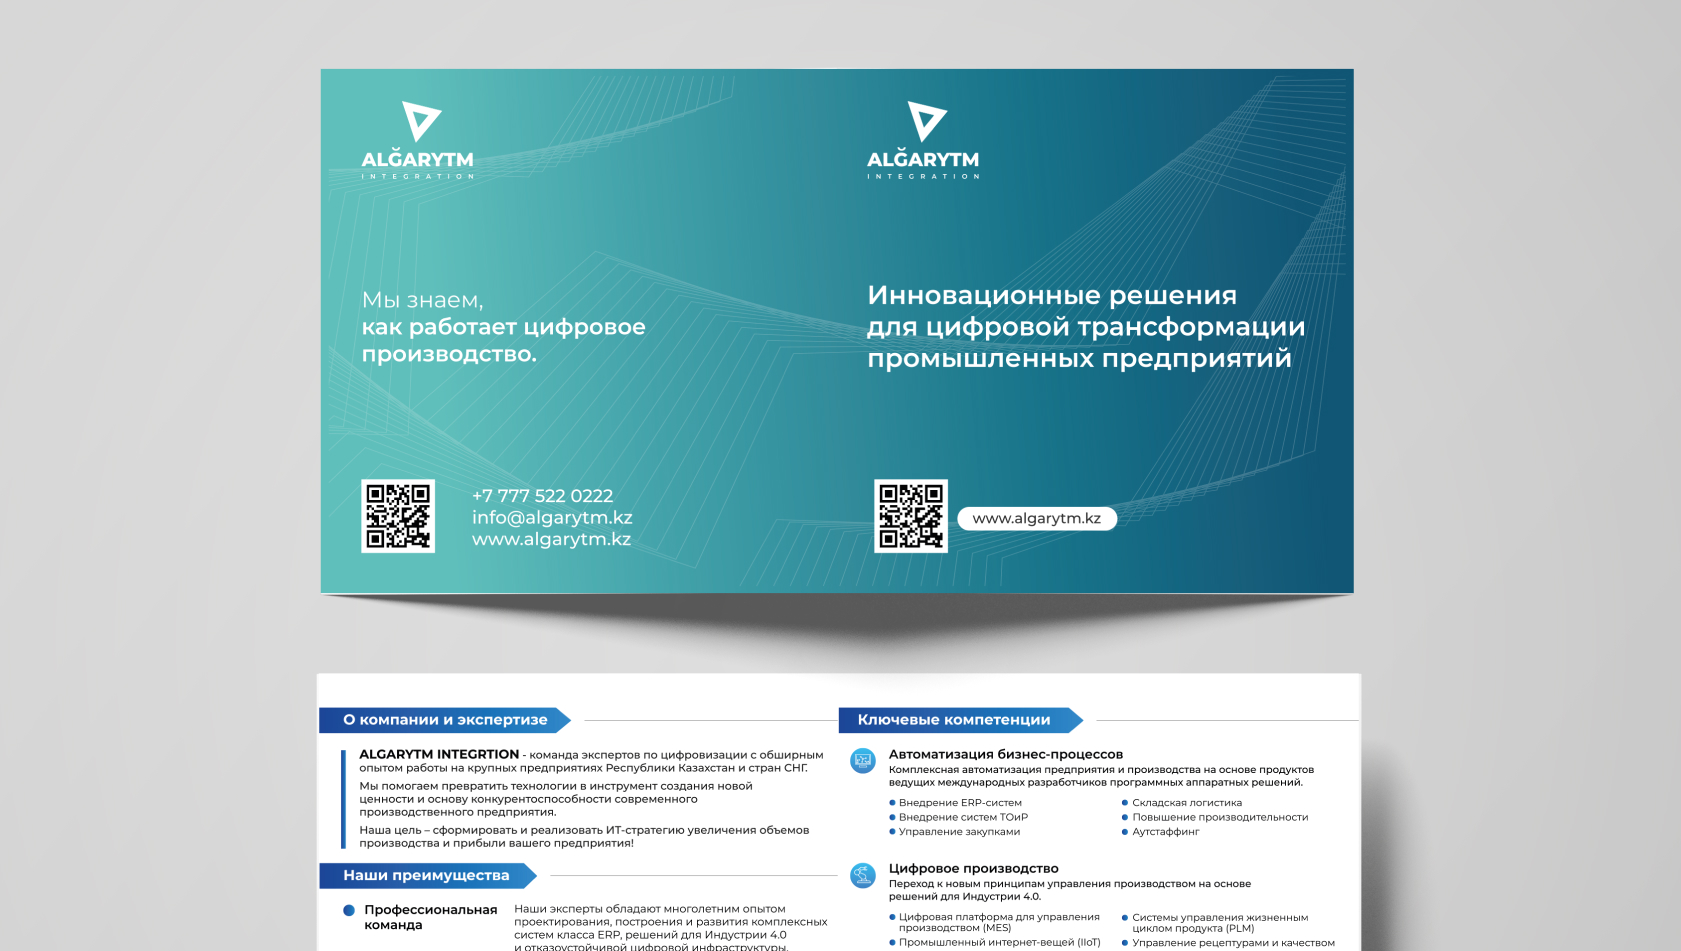 ALĞARYTM
INTEGRATION
Мы знаем,
как работает цифровое
производство.
+7 777 522 0222
info@algarytm.kz
www.algarytm.kz
ALĞARYTM
INTEGRATION
Инновационные решения
для цифровой трансформации
промышленных предприятий
www.algarytm.kz
О компании и экспертизе
ALGARYTM INTEGRTION - команда экспертов по цифровизации с обширным
опытом работы на крупных предприятиях Республики Казахстан и стран СНГ.
Мы помогаем превратить технологии в инструмент создания новой
ценности и основу конкурентоспособности современного
производственного предприятия.
Наша цель – сформировать и реализовать ИТ-стратегию увеличения объемов
производства и прибыли вашего предприятия!
Наши преимущества
Профессиональная
команда
Наши эксперты обладают многолетним опытом
проектирования, построения и развития комплексных
систем класса ERP, решений для Индустрии 4.0
и отказоустойчивой цифровой инфраструктуры.
Ключевые компетенции
Автоматизация бизнес-процессов
Комплексная автоматизация предприятия и производства на основе продуктов
ведущих международных разработчиков программных аппаратных решений.
Внедрение ERP-систем
Внедрение систем ТОиР
Управление закупками
Складская логистика
Повышение производительности
Аутстаффинг
Цифровое производство
Переход к новым принципам управления производством на основе
решений для Индустрии 4.0.
Цифровая платформа для управления
производством (MES)
Промышленный интернет-вещей (IIoT)
Системы управления жизненным
циклом продукта (PLM)
Управление рецептурами и качеством